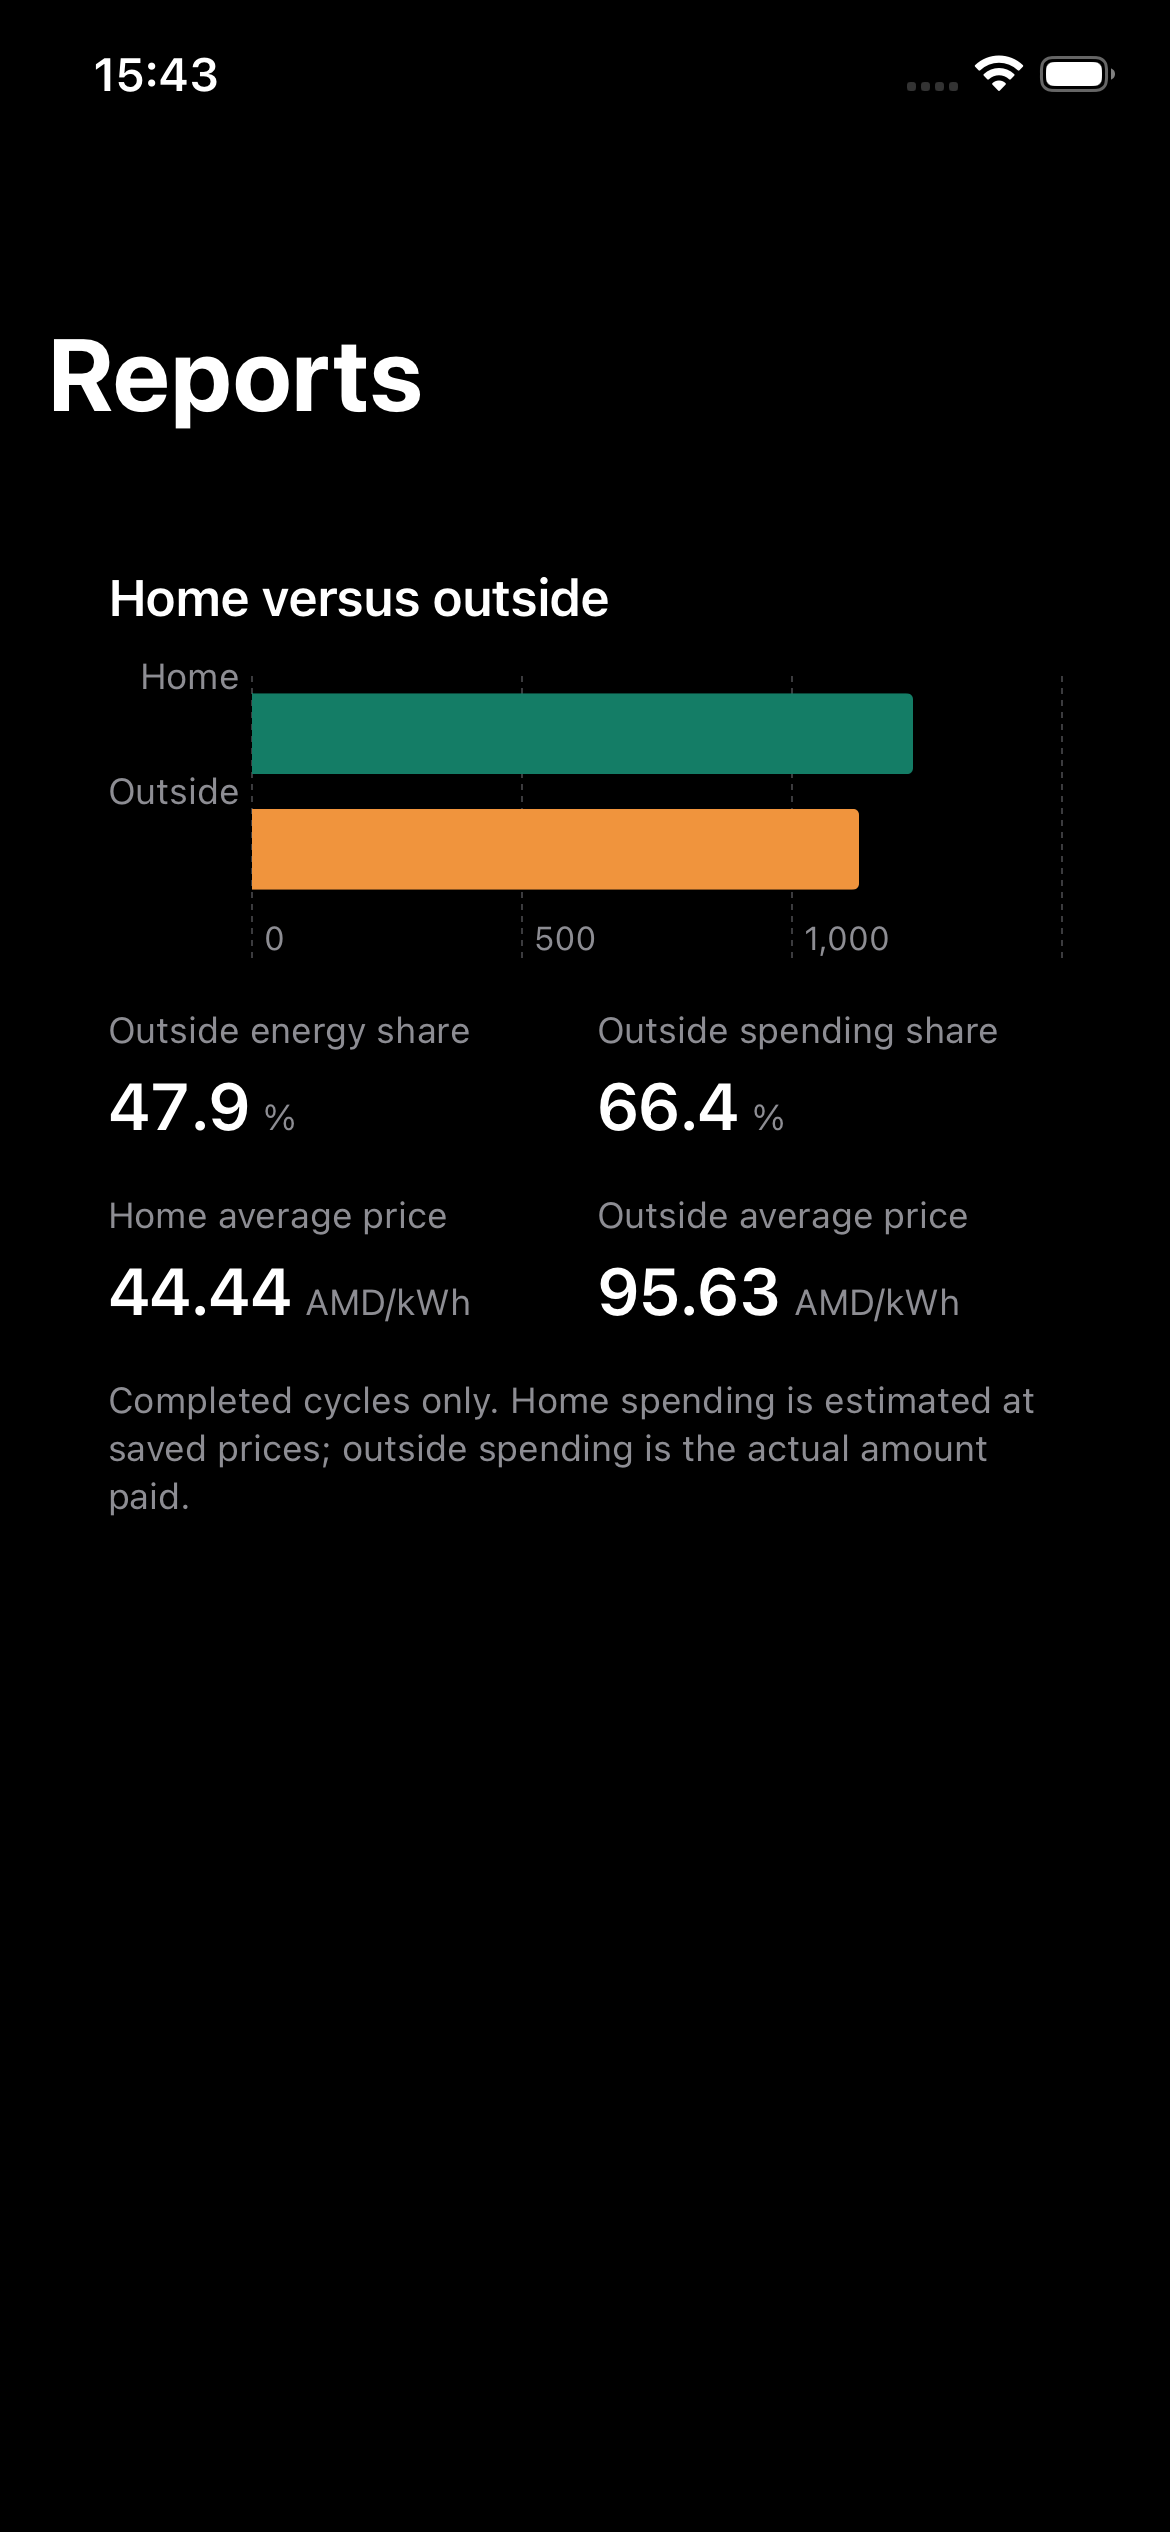 15:43
Reports
Home versus outside
Home
Outside
0 500 1,000
Outside energy share
47.9 %
Outside spending share
66.4 %
Home average price
44.44 AMD/kWh
Outside average price
95.63 AMD/kWh
Completed cycles only. Home spending is estimated at
saved prices; outside spending is the actual amount
paid.